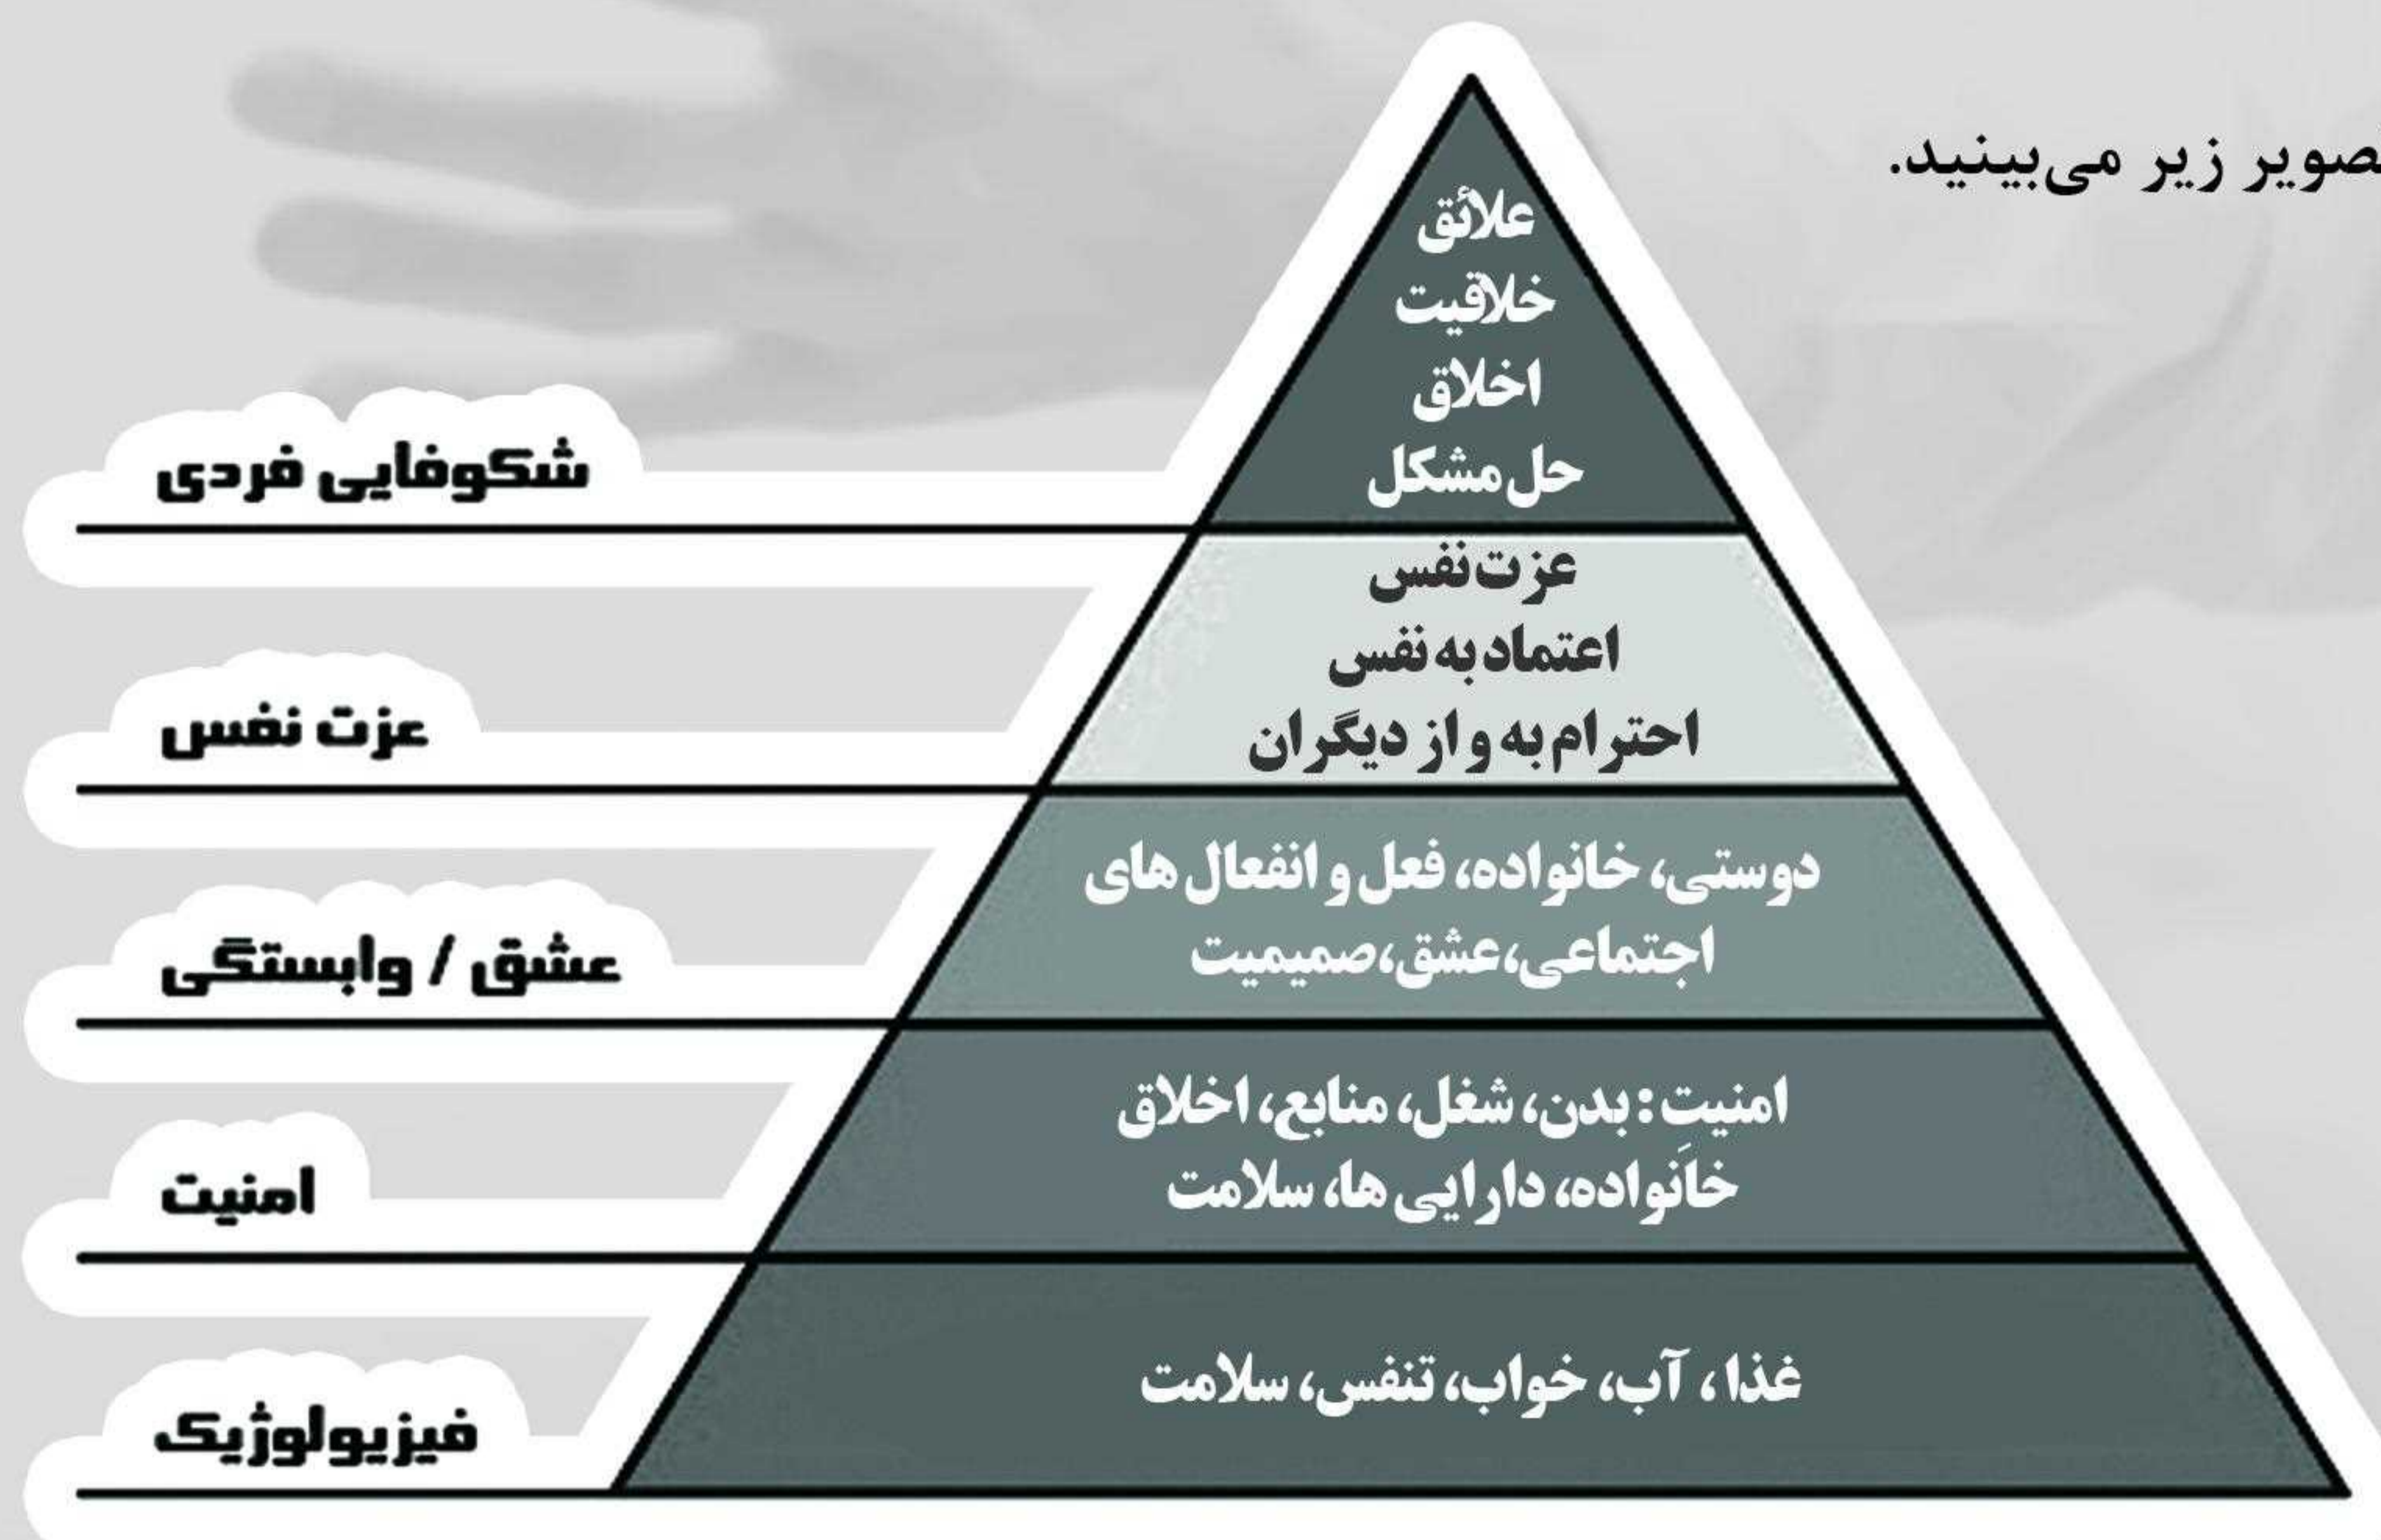 تصویر زیر می‌بینید.
علائق
خلاقیت
اخلاق
حل مشکل
شکوفایی فردی
عزت نفس
اعتماد به نفس
احترام به و از دیگران
عزت نفس
دوستی، خانواده، فعل و انفعال های
اجتماعی، عشق، صمیمیت
عشق / وابستگی
امنیت: بدن، شغل، منابع، اخلاق
خانواده، دارایی ها، سلامت
امنیت
غذا، آب، خواب، تنفس، سلامت
فیزیولوژیک